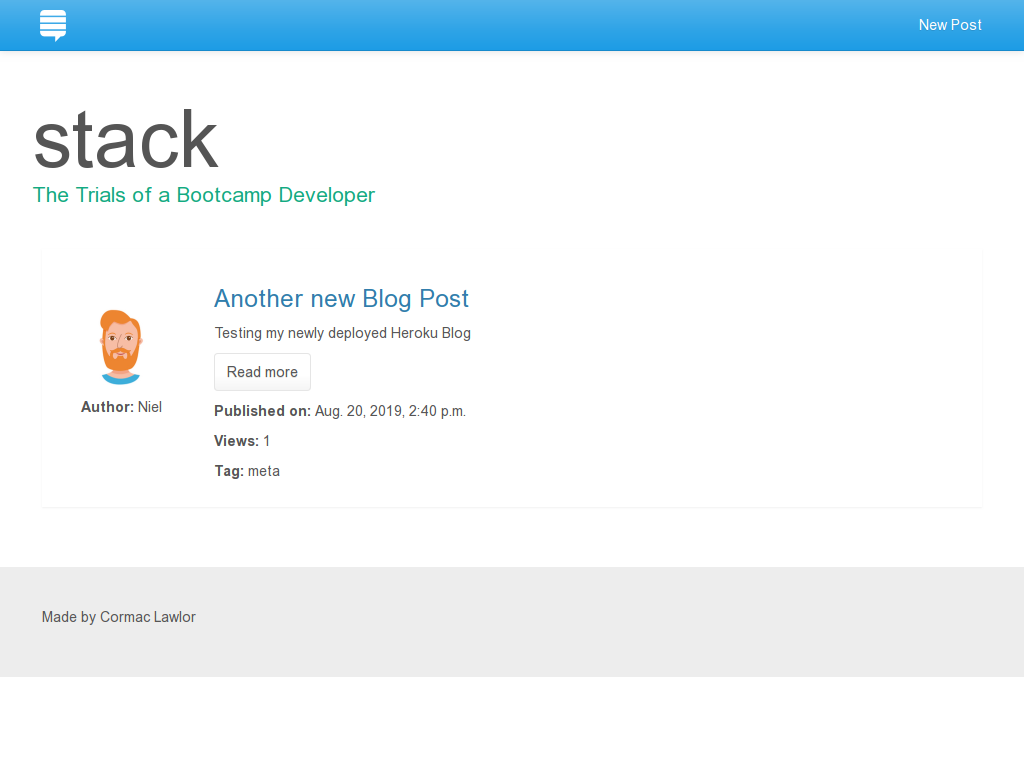 New Post
stack
The Trials of a Bootcamp Developer
Another new Blog Post
Testing my newly deployed Heroku Blog
Read more
Author: Niel
Published on: Aug. 20, 2019, 2:40 p.m.
Views: 1
Tag: meta
Made by Cormac Lawlor